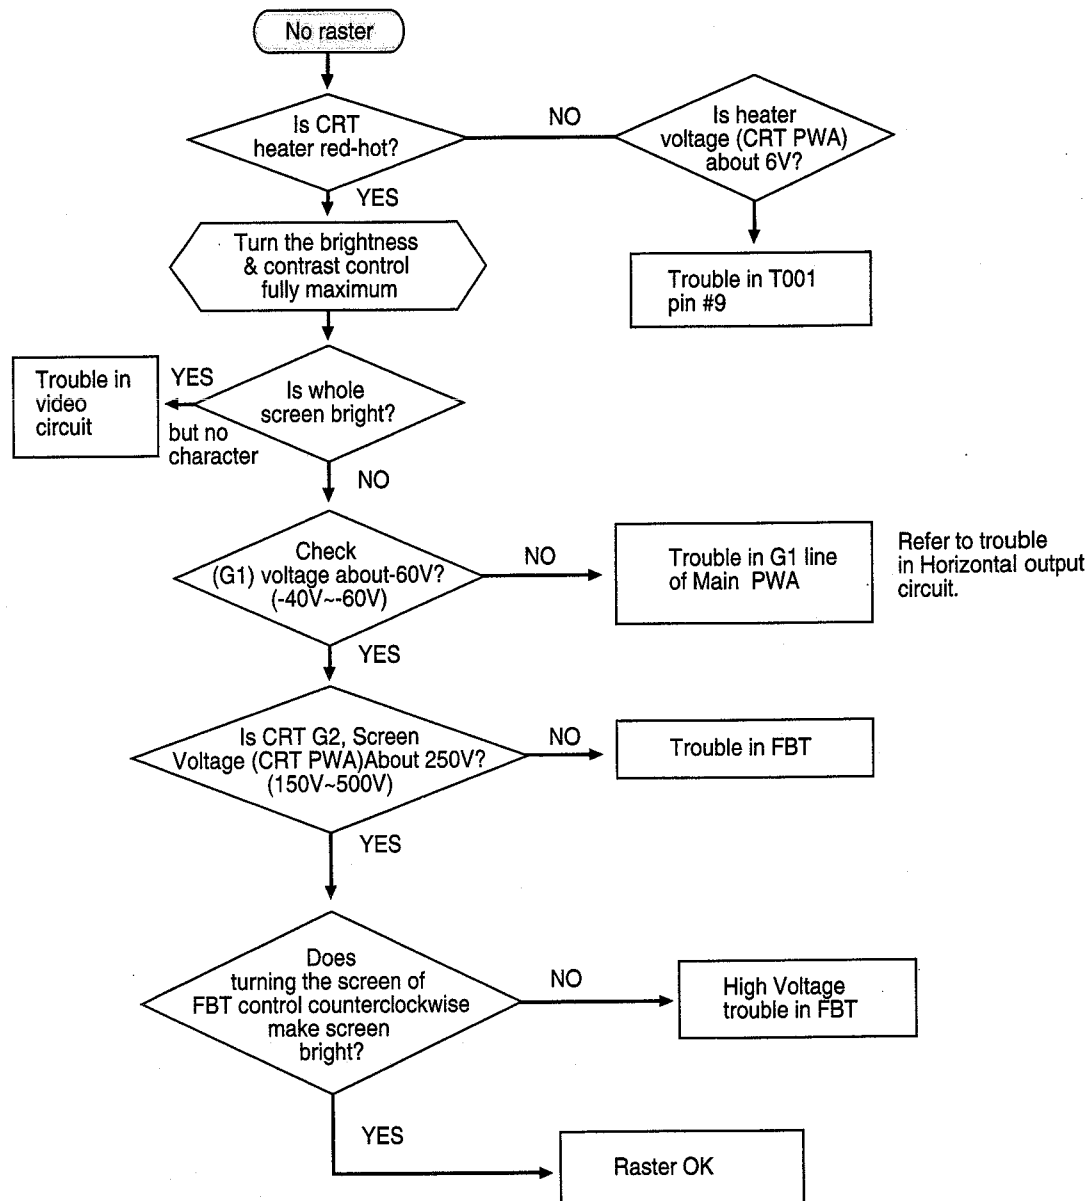 No raster
Is CRT
heater red-hot?
NO
Is heater
voltage (CRT PWA)
about 6V?
YES
Turn the brightness
& contrast control
fully maximum
Trouble in T001
pin #9
Is whole
screen bright?
YES
but no
character
Trouble in
video
circuit
NO
Check
(G1) voltage about-60V?
(-40V~-60V)
NO
Trouble in G1 line
of Main PWA
Refer to trouble
in Horizontal output
circuit.
YES
Is CRT G2, Screen
Voltage (CRT PWA)About 250V?
(150V~500V)
NO
Trouble in FBT
YES
Does
turning the screen of
FBT control counterclockwise
make screen
bright?
NO
High Voltage
trouble in FBT
YES
Raster OK